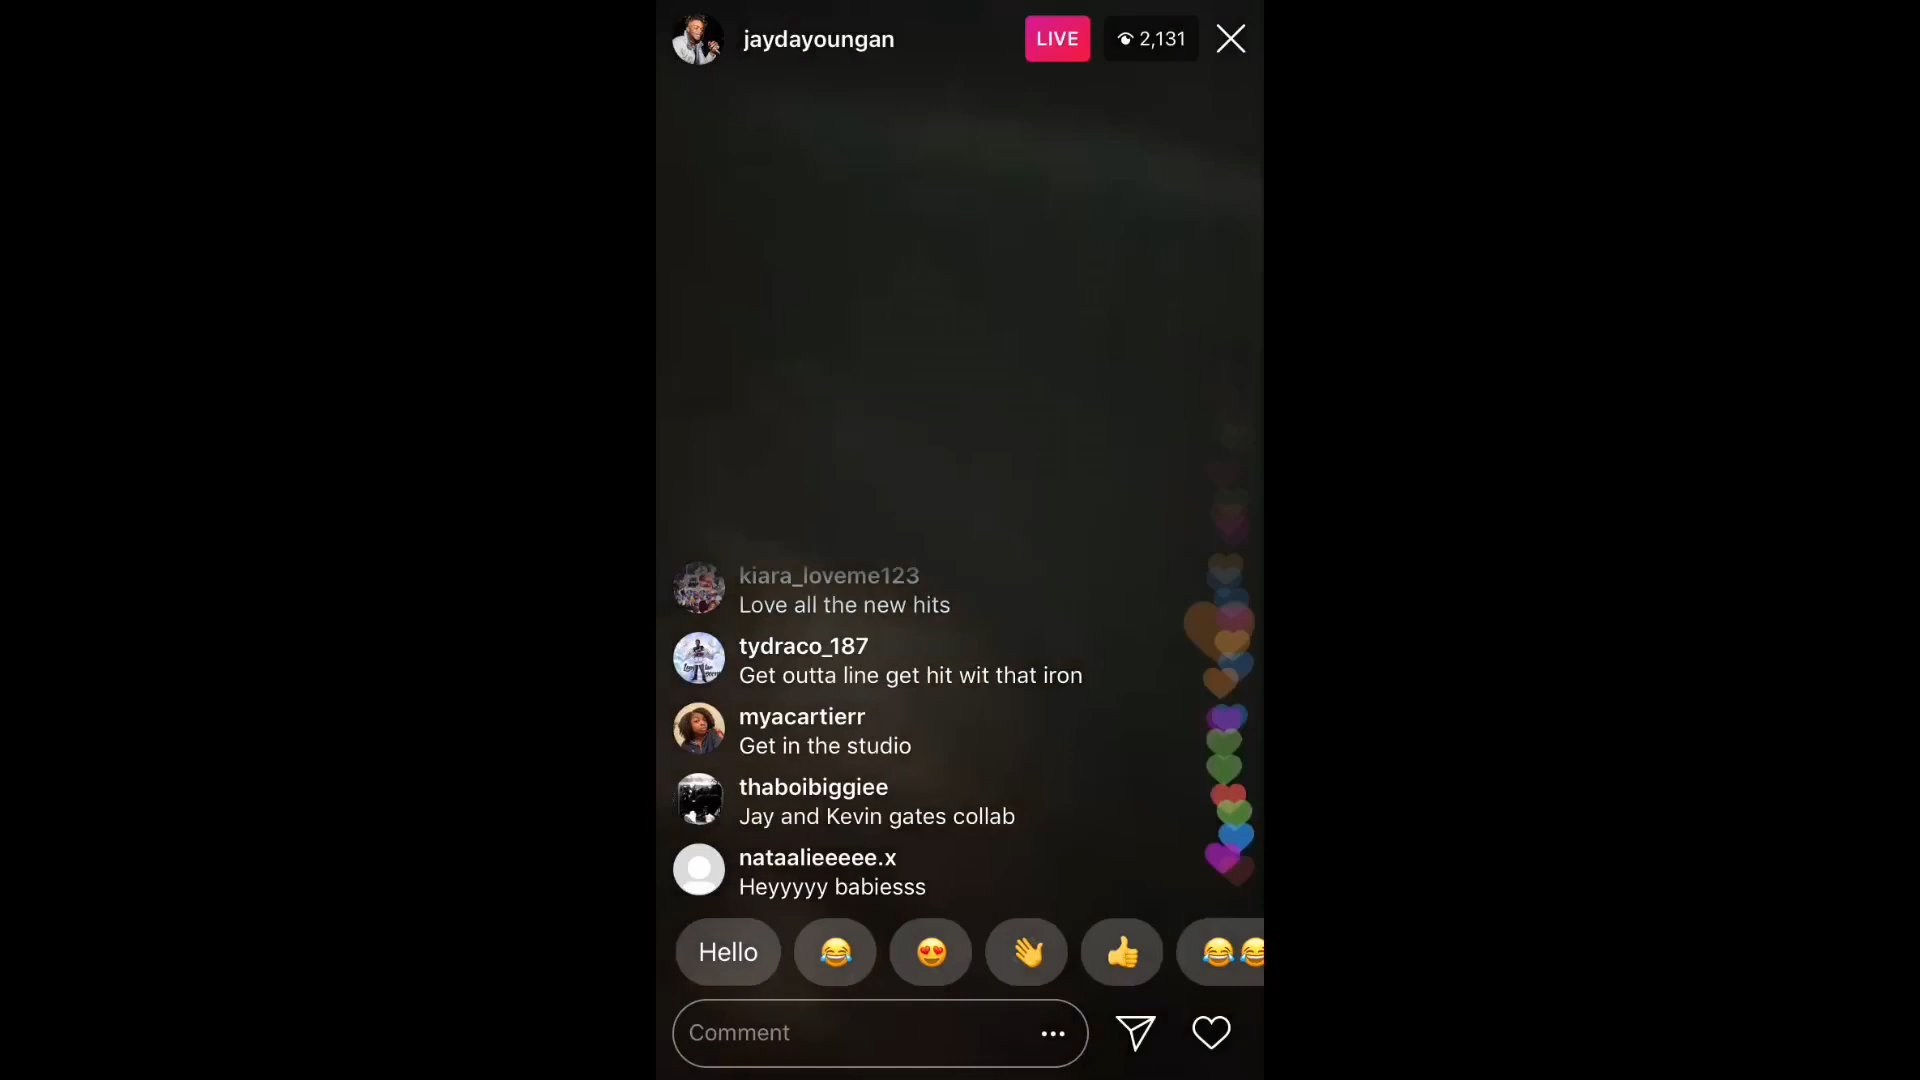 jaydayoungan
LIVE
2,131
kiara_loveme123
Love all the new hits
tydraco_187
Get outta line get hit wit that iron
myacartierr
Get in the studio
thaboibiggiee
Jay and Kevin gates collab
nataalieeeee.x
Heyyyyy babiesss
Hello
Comment